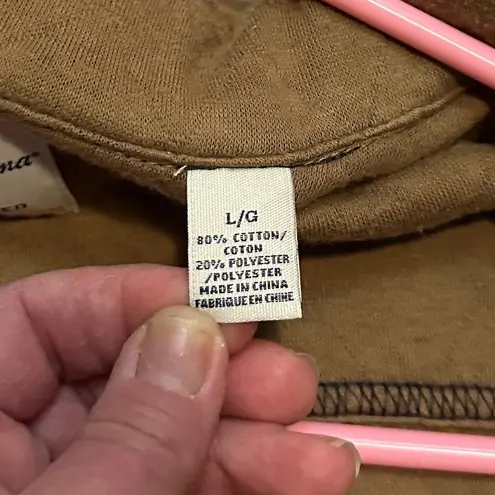 L/G
80% COTTON/
COTON
20% POLYESTER
/POLYESTER
MADE IN CHINA
FABRIQUE EN CHINE